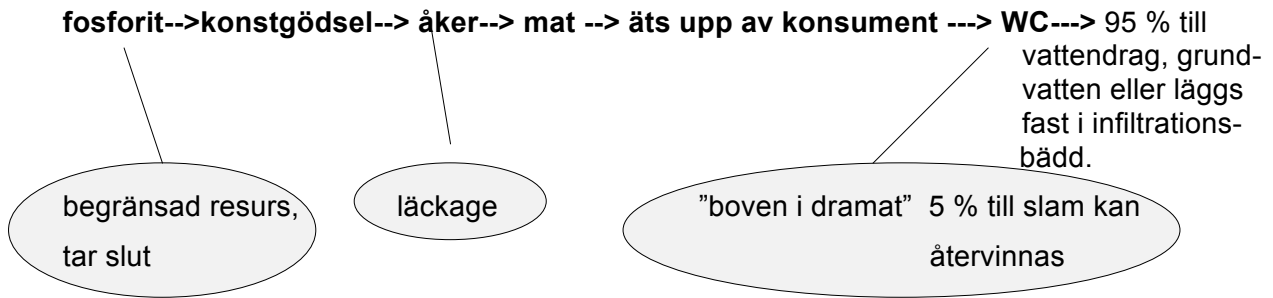 fosforit-->konstgödsel--> åker--> mat --> äts upp av konsument ---> WC---> 95 % till
vattendrag, grund-
vatten eller läggs
fast i infiltrations-
bädd.
begränsad resurs,
tar slut
läckage
”boven i dramat” 5 % till slam kan
återvinnas